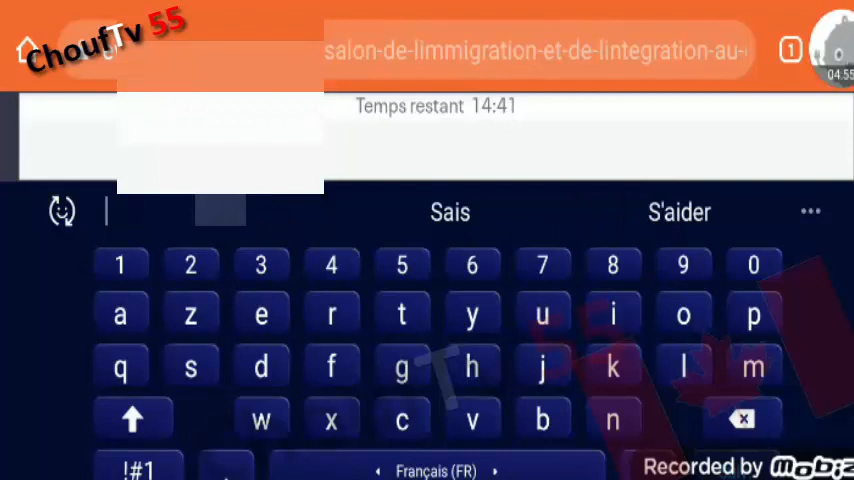 ChoufTv 55
salon-de-limmigration-et-de-lintegration-au-
1
04:55
Temps restant 14:41
Sais
S'aider
...
1 2 3 4 5 6 7 8 9 0
a z e r t y u i o p
q s d f g h j k l m
w x c v b n
!#1
Français (FR)
Recorded by
T 55